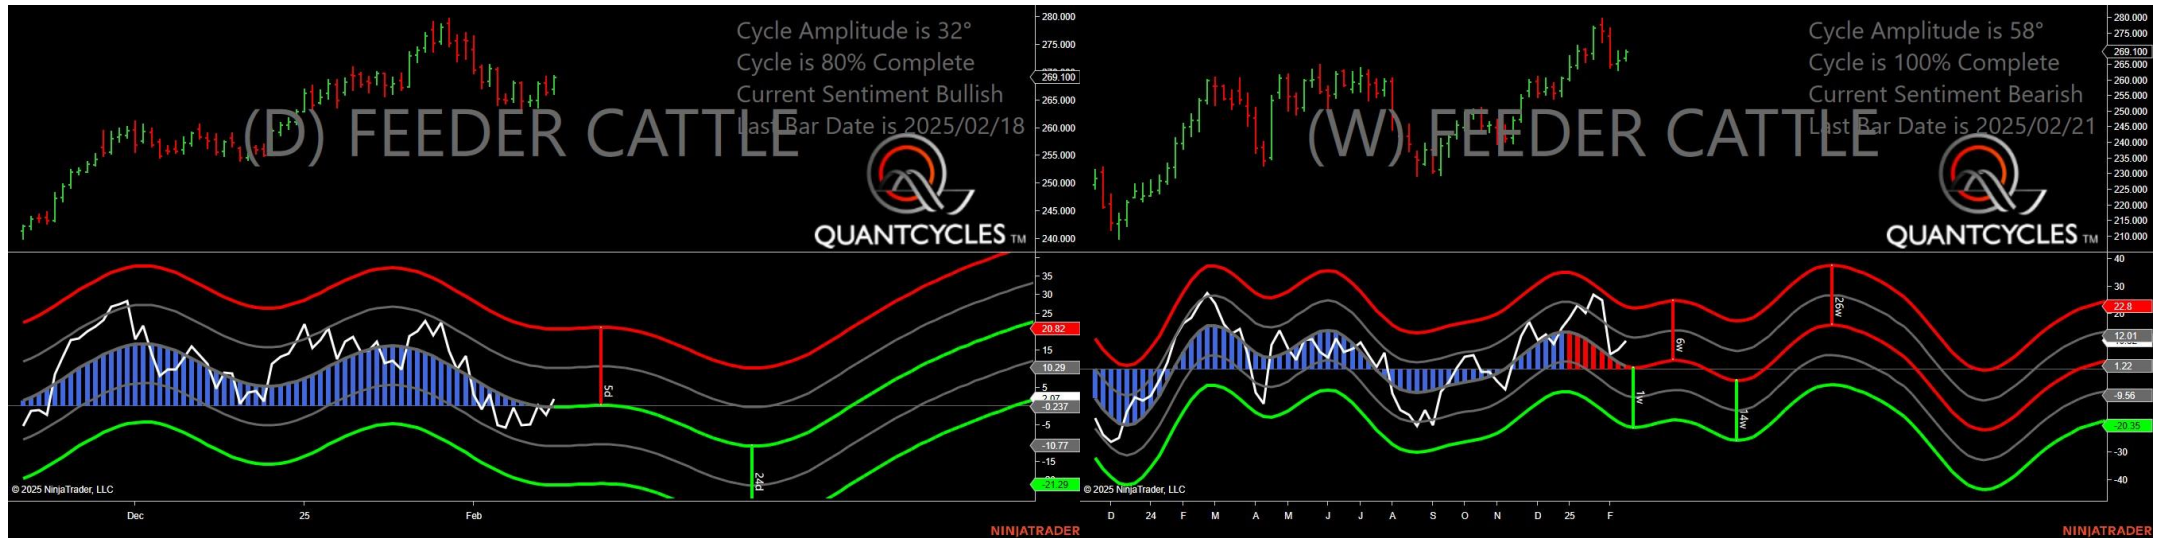 Cycle Amplitude is 32°
Cycle is 80% Complete
Current Sentiment Bullish
Last Bar Date is 2025/02/18
(D) FEEDER CATTLE
QUANTCYCLES TM
280.000
275.000
269.100
265.000
260.000
255.000
250.000
245.000
240.000
35
30
25
20.82
15
10.29
5
2.07
-0.237
-5
-10.77
-15
-21.29
5d
24d
© 2025 NinjaTrader, LLC
Dec
25
Feb
NINJATRADER
Cycle Amplitude is 58°
Cycle is 100% Complete
Current Sentiment Bearish
Last Bar Date is 2025/02/21
(W) FEEDER CATTLE
QUANTCYCLES TM
280.000
275.000
269.100
265.000
260.000
255.000
250.000
245.000
240.000
235.000
230.000
225.000
220.000
215.000
210.000
40
30
22.8
20
12.01
1.22
-9.56
-20.35
-30
-40
6w
26w
1w
14w
© 2025 NinjaTrader, LLC
D 24 F M A M J J A S O N D 25 F
NINJATRADER